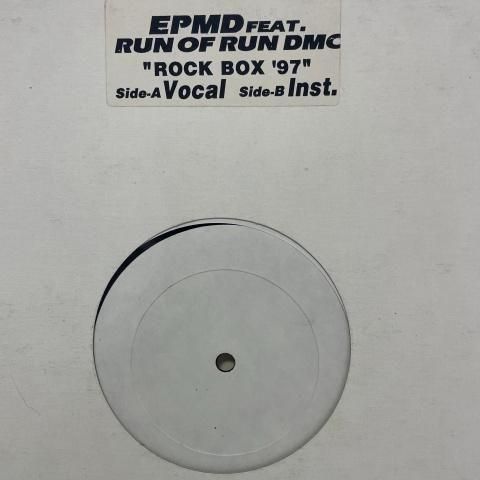 EPMD FEAT.
RUN OF RUN DMC
"ROCK BOX '97"
Side-A Vocal Side-B Inst.